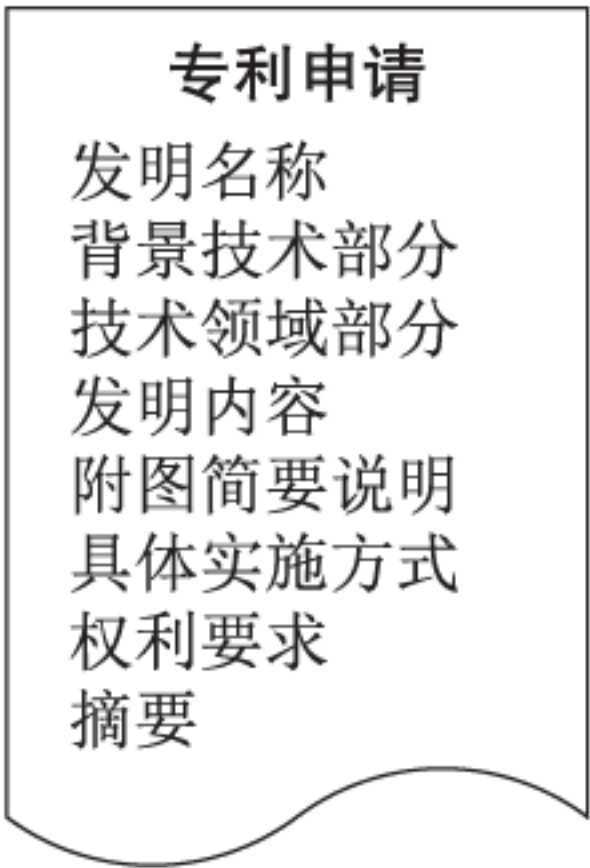 专利申请
发明名称
背景技术部分
技术领域部分
发明内容
附图简要说明
具体实施方式
权利要求
摘要